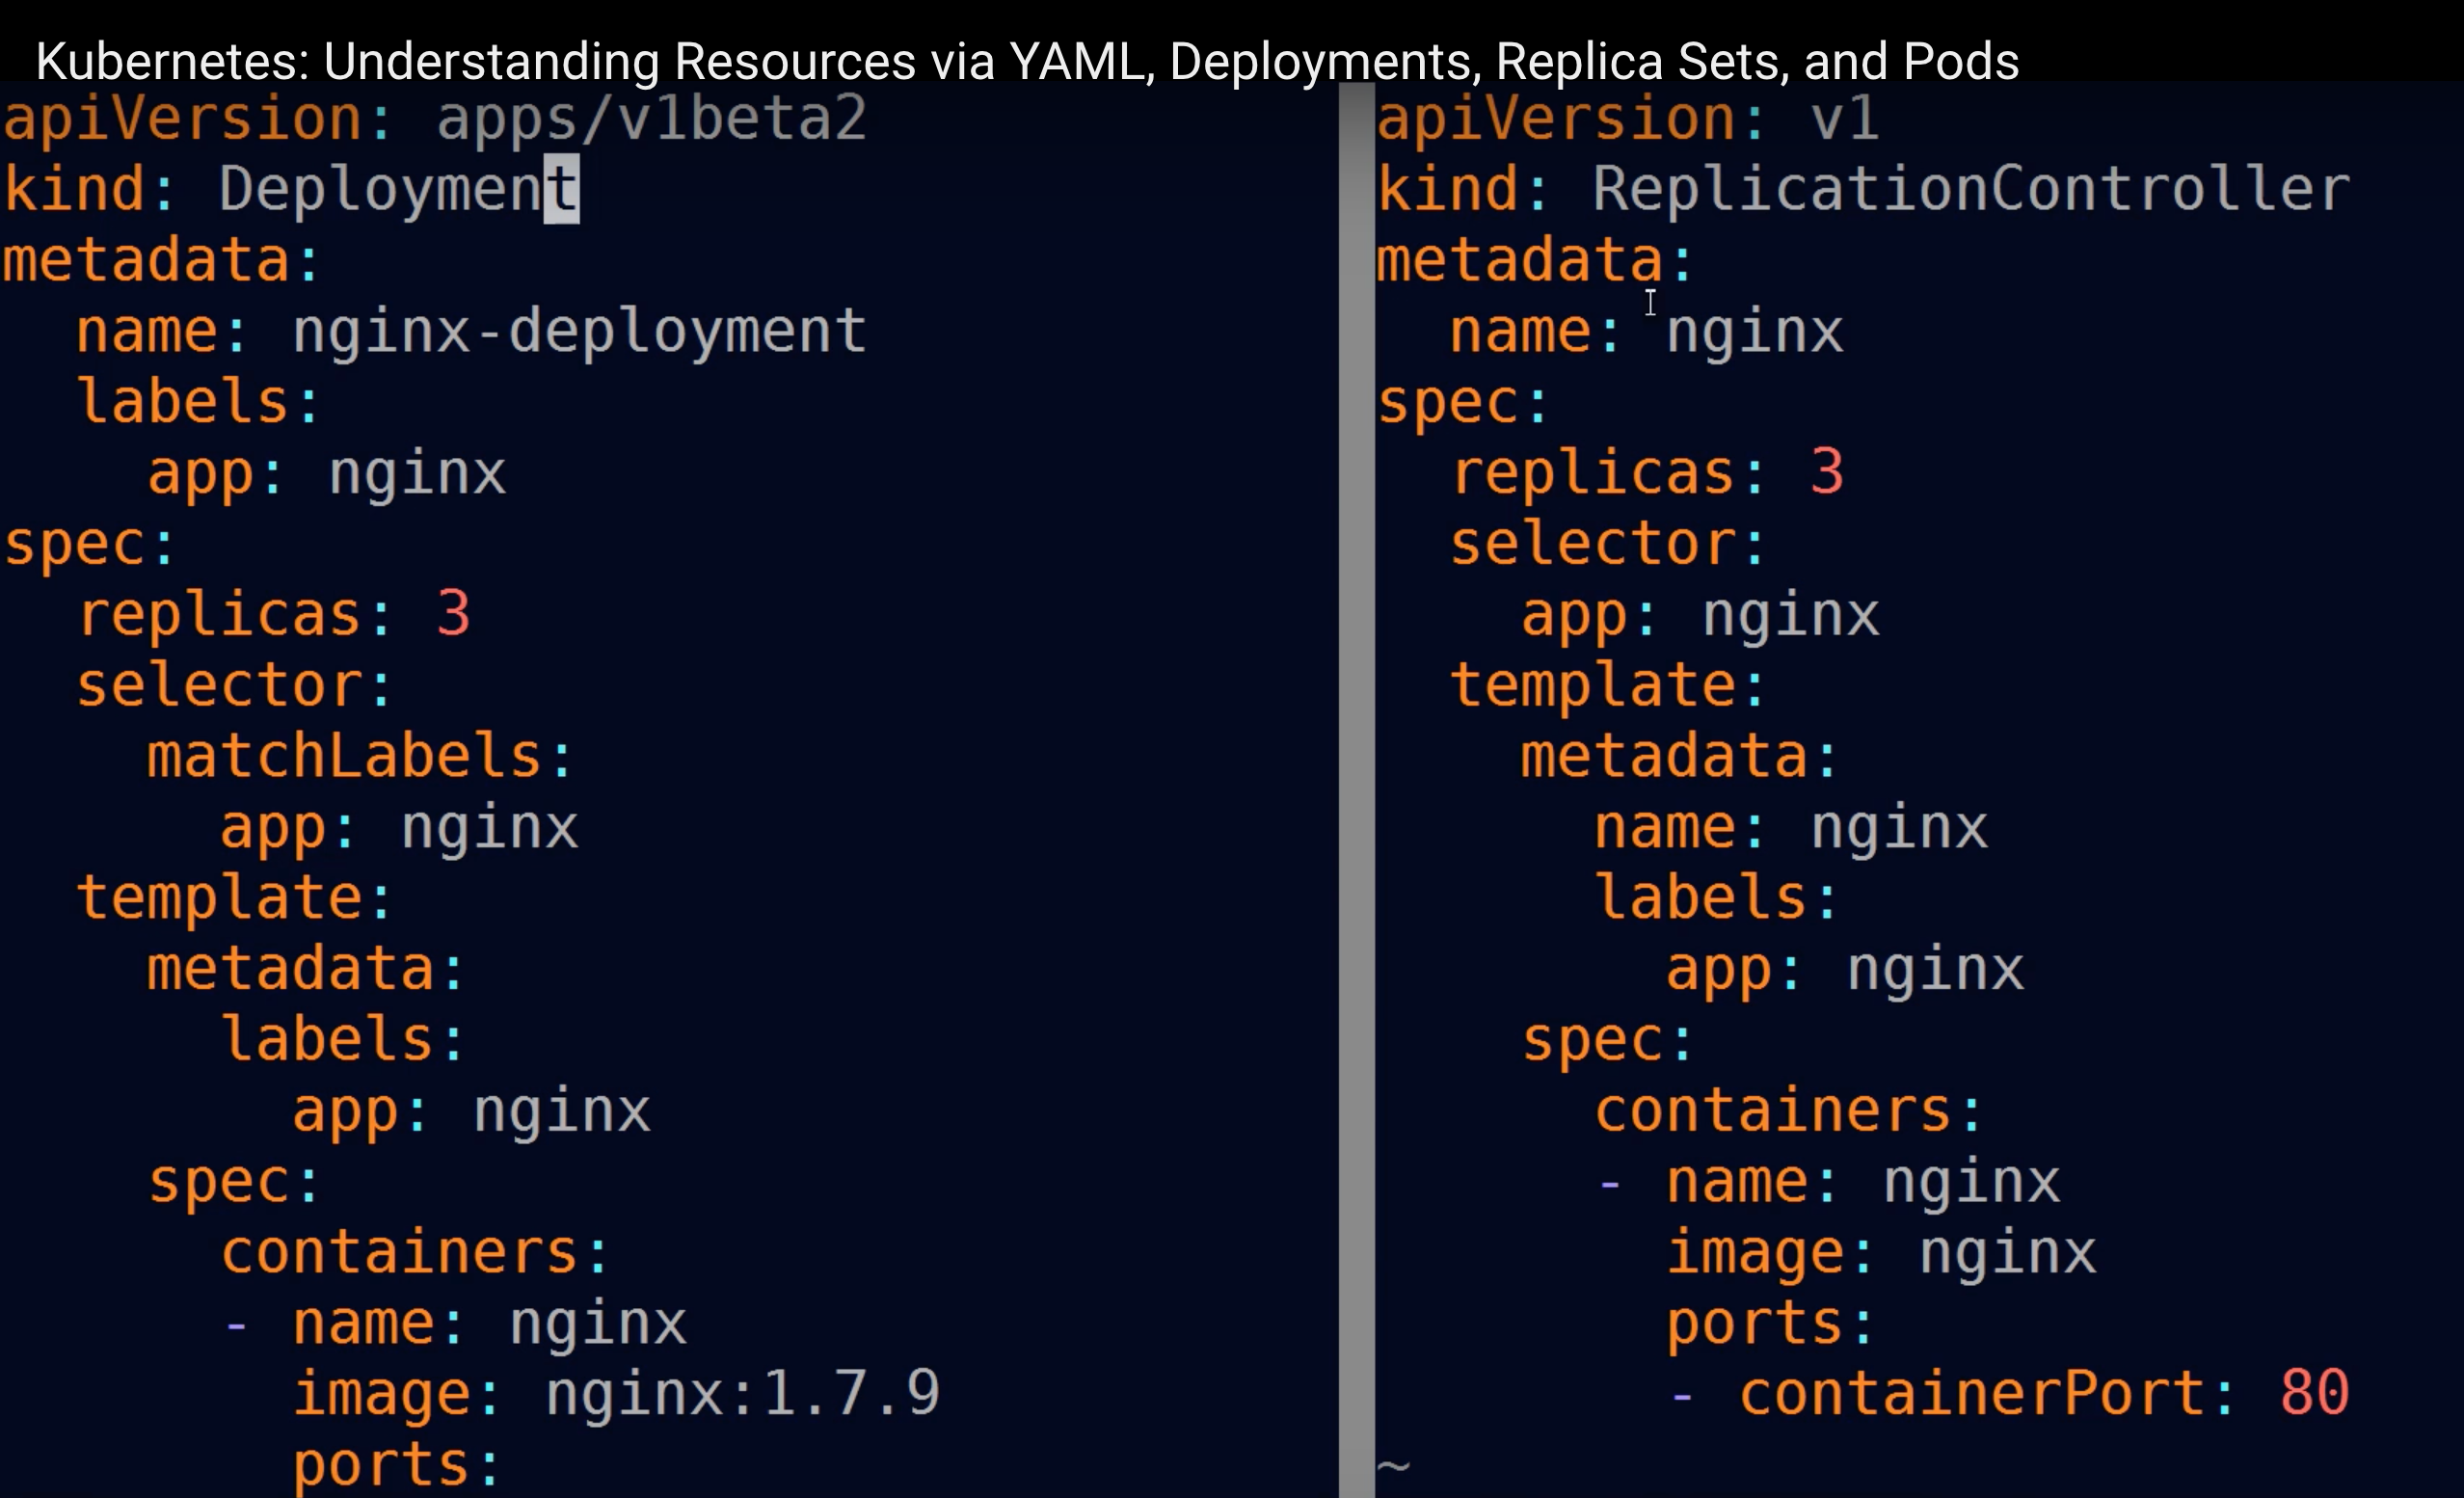 Kubernetes: Understanding Resources via YAML, Deployments, Replica Sets, and Pods
apiVersion: apps/v1beta2
kind: Deployment
metadata:
  name: nginx-deployment
  labels:
    app: nginx
spec:
  replicas: 3
  selector:
    matchLabels:
      app: nginx
  template:
    metadata:
      labels:
        app: nginx
    spec:
      containers:
      - name: nginx
        image: nginx:1.7.9
        ports:
apiVersion: v1
kind: ReplicationController
metadata:
  name: nginx
spec:
  replicas: 3
  selector:
    app: nginx
  template:
    metadata:
      name: nginx
      labels:
        app: nginx
    spec:
      containers:
      - name: nginx
        image: nginx
        ports:
        - containerPort: 80
~